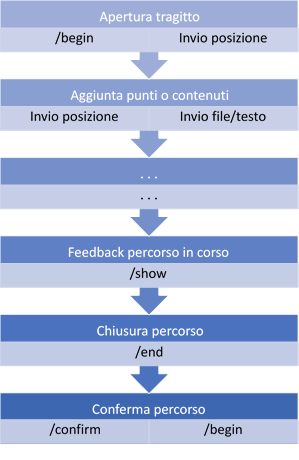 Apertura tragitto
/begin Invio posizione
Aggiunta punti o contenuti
Invio posizione Invio file/testo
. . .
. . .
Feedback percorso in corso
/show
Chiusura percorso
/end
Conferma percorso
/confirm /begin